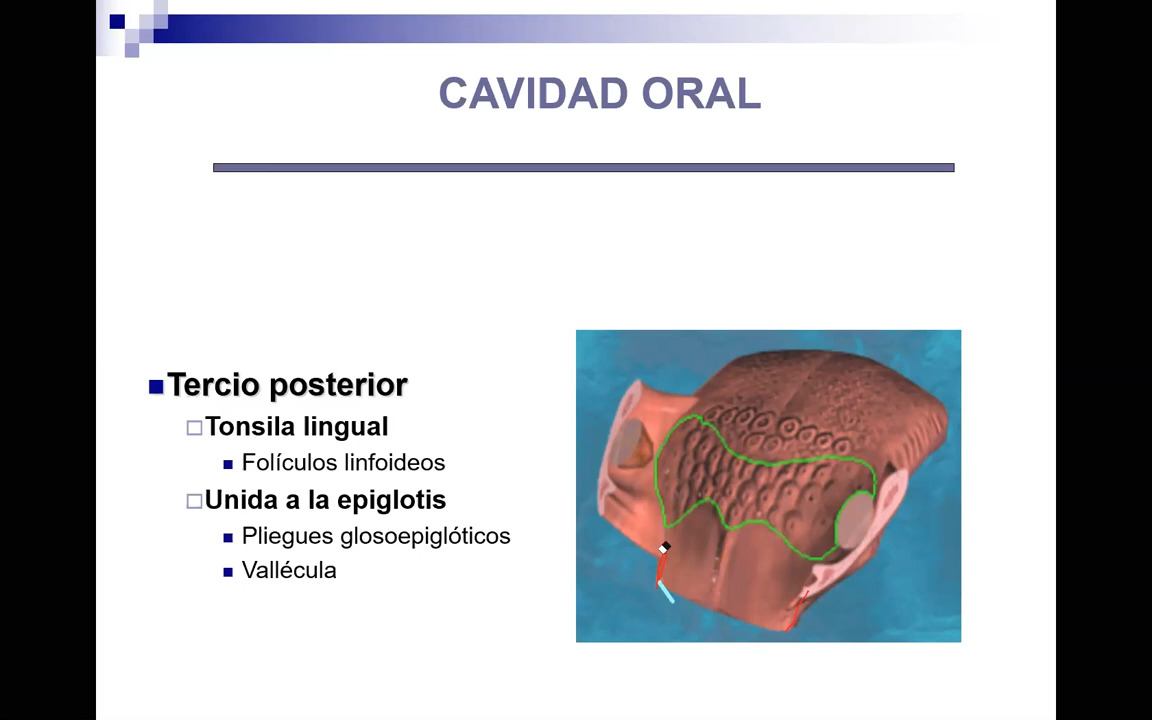 CAVIDAD ORAL
Tercio posterior
Tonsila lingual
Folículos linfoideos
Unida a la epiglotis
Pliegues glosoepiglóticos
Vallécula